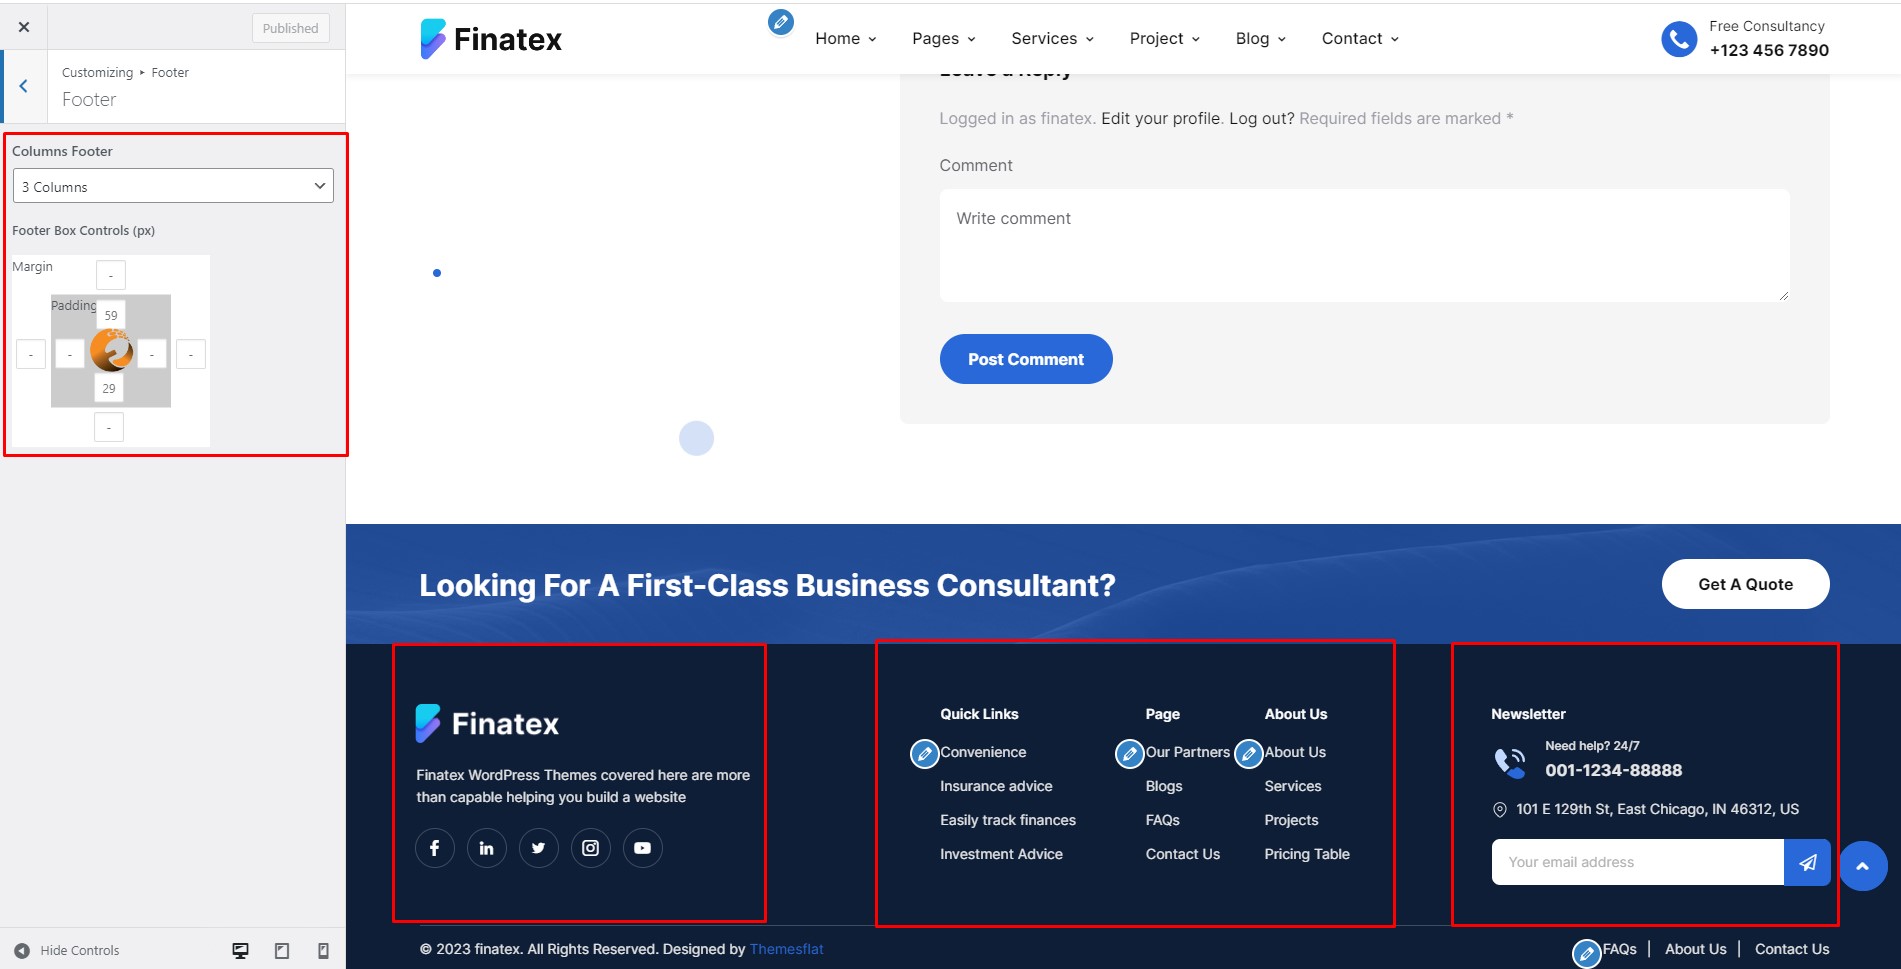 Published
Customizing ▸ Footer
Footer
Columns Footer
3 Columns
Footer Box Controls (px)
Margin
-
Padding
59
- - - -
29
-
Hide Controls
Finatex
Home Pages Services Project Blog Contact
Free Consultancy
+123 456 7890
Leave a Reply
Logged in as finatex. Edit your profile. Log out? Required fields are marked *
Comment
Write comment
Post Comment
Looking For A First-Class Business Consultant?
Get A Quote
Finatex
Finatex WordPress Themes covered here are more
than capable helping you build a website
Quick Links
Convenience
Insurance advice
Easily track finances
Investment Advice
Page
Our Partners
Blogs
FAQs
Contact Us
About Us
About Us
Services
Projects
Pricing Table
Newsletter
Need help? 24/7
001-1234-88888
101 E 129th St, East Chicago, IN 46312, US
Your email address
© 2023 finatex. All Rights Reserved. Designed by Themesflat
FAQs | About Us | Contact Us